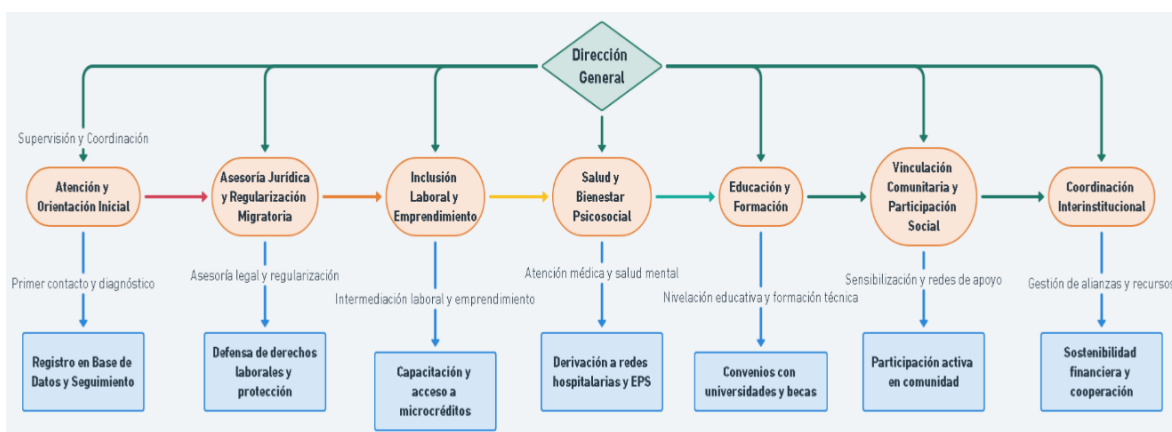 Dirección
General
Supervisión y Coordinación
Atención y
Orientación Inicial
Asesoría Jurídica
y Regularización
Migratoria
Inclusión
Laboral y
Emprendimiento
Salud y
Bienestar
Psicosocial
Educación y
Formación
Vinculación
Comunitaria y
Participación
Social
Coordinación
Interinstitucional
Primer contacto y diagnóstico
Asesoría legal y regularización
Intermediación laboral y emprendimiento
Atención médica y salud mental
Nivelación educativa y formación técnica
Sensibilización y redes de apoyo
Gestión de alianzas y recursos
Registro en Base de
Datos y Seguimiento
Defensa de derechos
laborales y
protección
Capacitación y
acceso a
microcréditos
Derivación a redes
hospitalarias y EPS
Convenios con
universidades y becas
Participación activa
en comunidad
Sostenibilidad
financiera y
cooperación